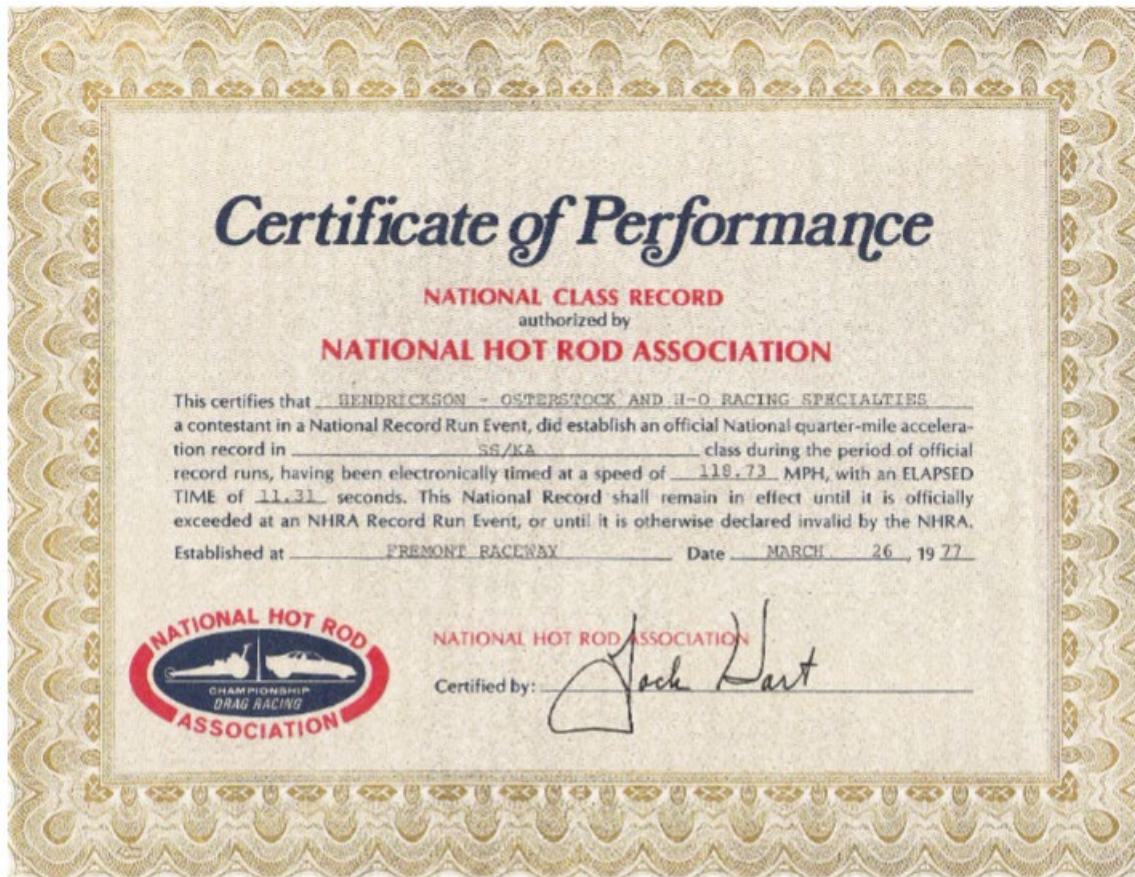 Certificate of Performance
NATIONAL CLASS RECORD
authorized by
NATIONAL HOT ROD ASSOCIATION
This certifies that HENDRICKSON - OSTERSTOCK AND H-O RACING SPECIALTIES
a contestant in a National Record Run Event, did establish an official National quarter-mile accelera-
tion record in SS/KA class during the period of official
record runs, having been electronically timed at a speed of 118.73 MPH, with an ELAPSED
TIME of 11.31 seconds. This National Record shall remain in effect until it is officially
exceeded at an NHRA Record Run Event, or until it is otherwise declared invalid by the NHRA.
Established at FREMONT RACEWAY Date MARCH 26, 1977
NATIONAL HOT ROD
CHAMPIONSHIP
DRAG RACING
ASSOCIATION
NATIONAL HOT ROD ASSOCIATION
Certified by: Jack Hart